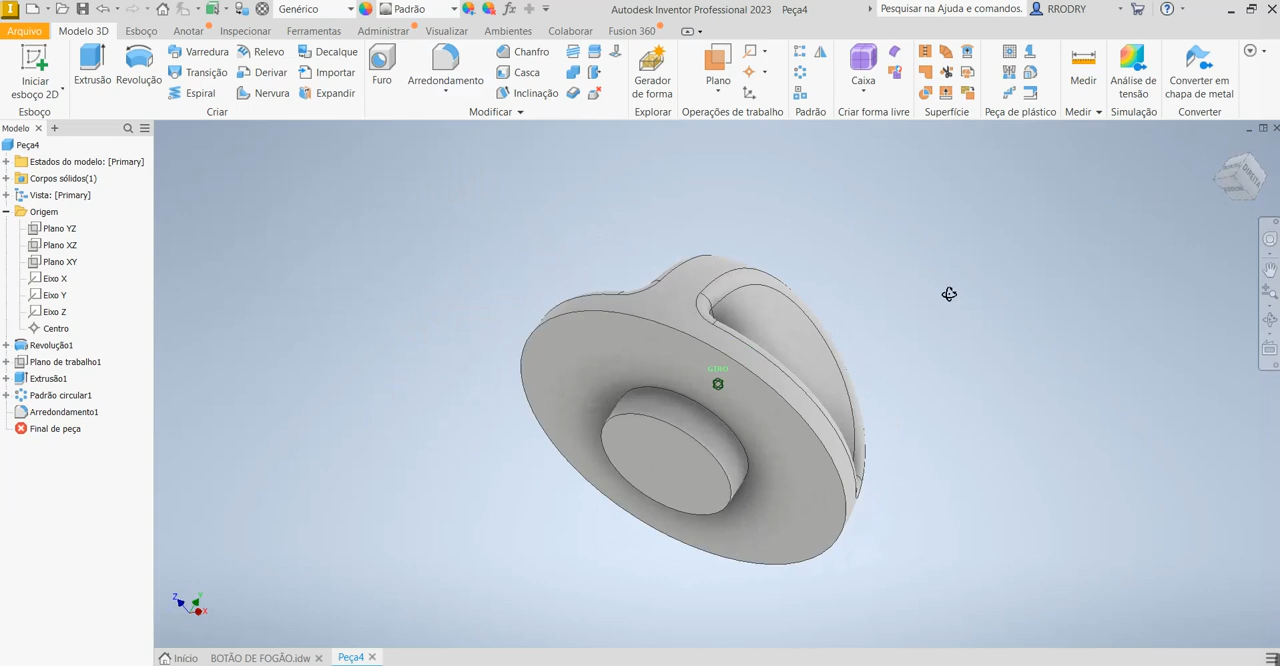 Genérico
Padrão
Autodesk Inventor Professional 2023
Peça4
Pesquisar na Ajuda e comandos.
RRODRY
Arquivo
Modelo 3D
Esboço
Anotar
Inspecionar
Ferramentas
Administrar
Visualizar
Ambientes
Colaborar
Fusion 360
Iniciar
esboço 2D
Esboço
Extrusão
Revolução
Varredura
Transição
Espiral
Relevo
Derivar
Nervura
Decalque
Importar
Expandir
Criar
Furo
Arredondamento
Chanfro
Casca
Inclinação
Modificar
Gerador
de forma
Explorar
Plano
Operações de trabalho
Padrão
Caixa
Criar forma livre
Superfície
Peça de plástico
Medir
Medir
Análise de
tensão
Simulação
Converter em
chapa de metal
Converter
Modelo
Peça4
Estados do modelo: [Primary]
Corpos sólidos(1)
Vista: [Primary]
Origem
Plano YZ
Plano XZ
Plano XY
Eixo X
Eixo Y
Eixo Z
Centro
Revolução1
Plano de trabalho1
Extrusão1
Padrão circular1
Arredondamento1
Final de peça
GIRO
DIREITA
Z
Y
X
Início
BOTÃO DE FOGÃO.idw
Peça4